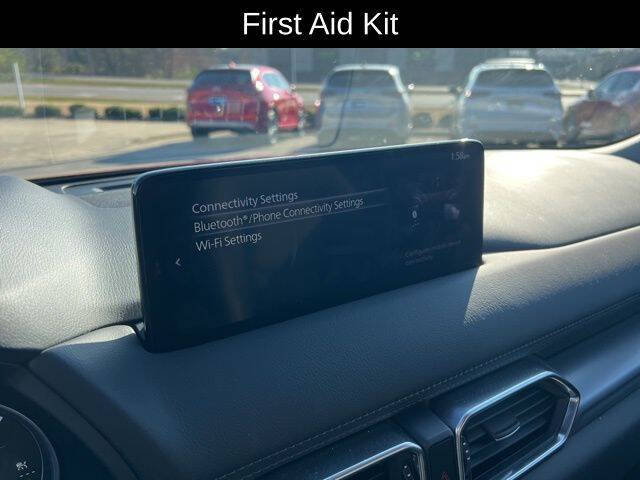 First Aid Kit
1:58
Connectivity Settings
Bluetooth®/Phone Connectivity Settings
Wi-Fi Settings